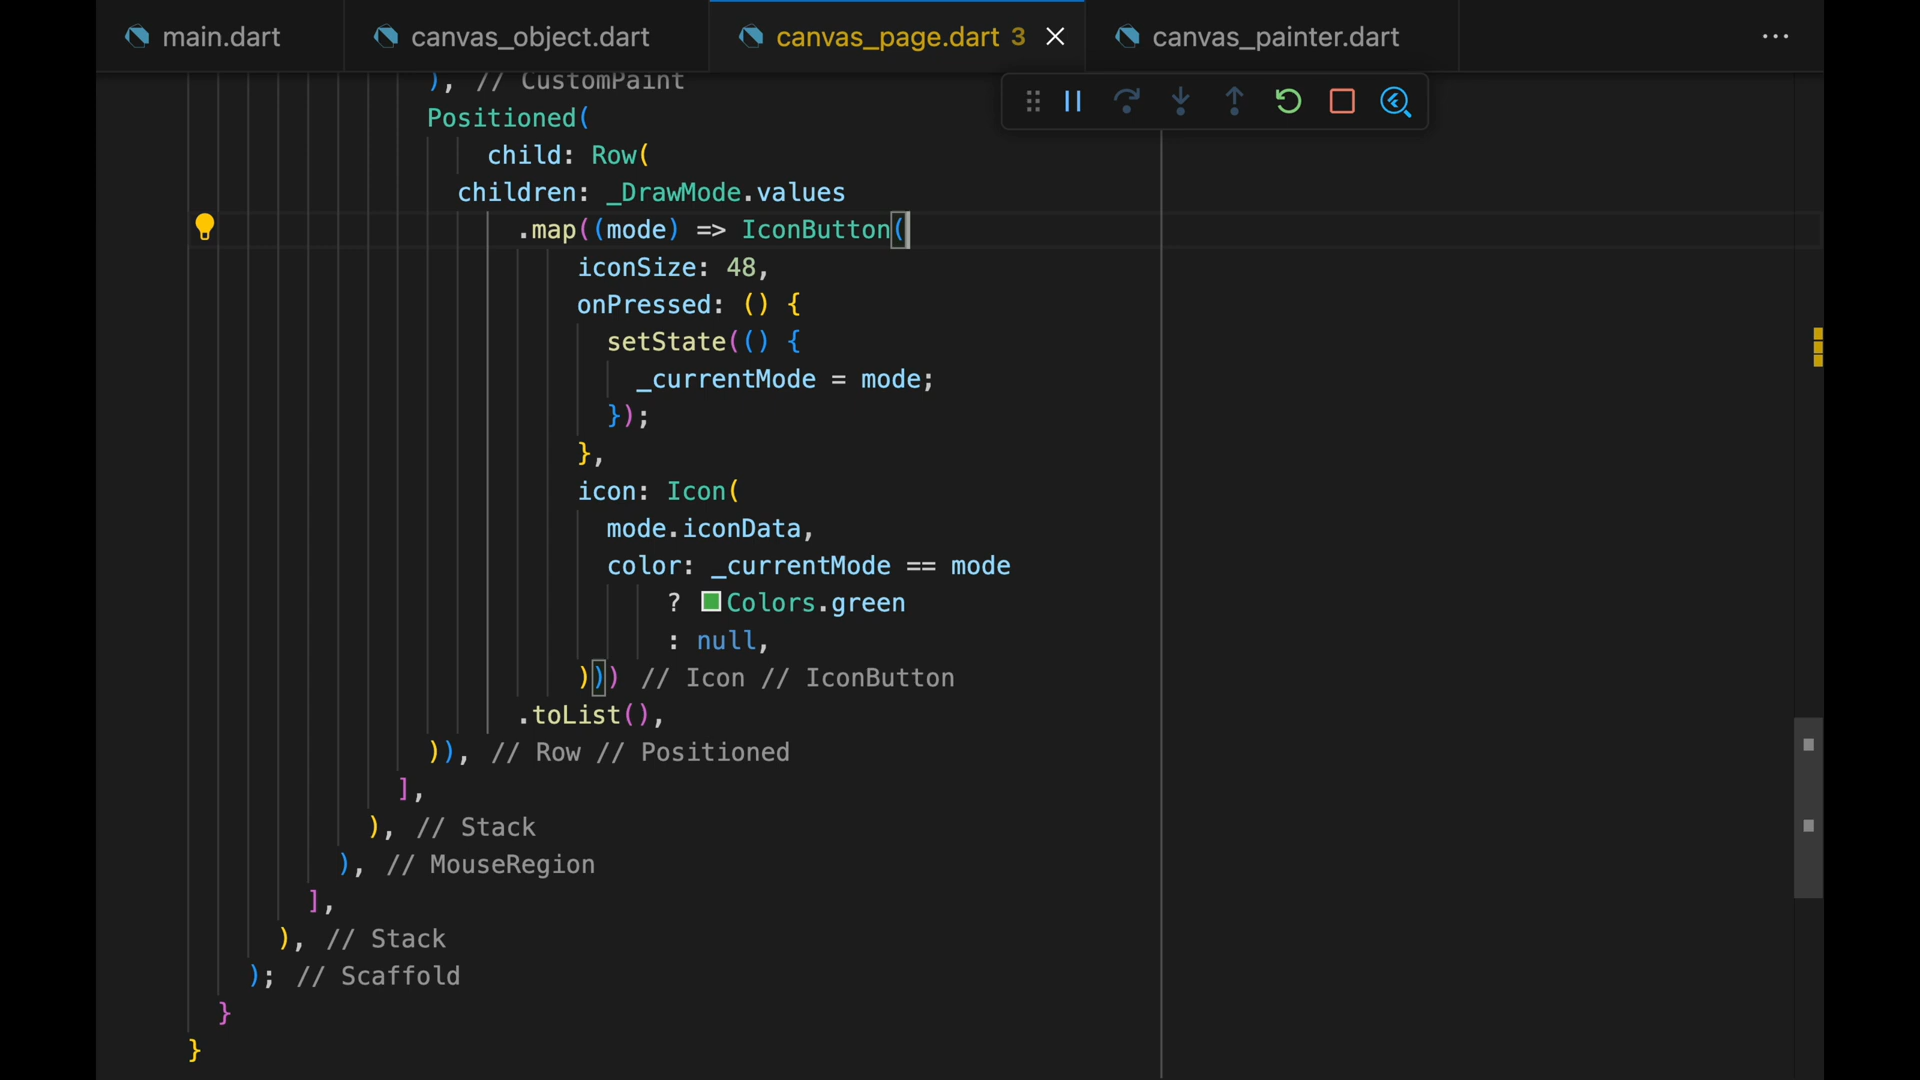 main.dart
canvas_object.dart
canvas_page.dart 3
canvas_painter.dart
), // CustomPaint
Positioned(
child: Row(
children: _DrawMode.values
.map((mode) => IconButton(
iconSize: 48,
onPressed: () {
setState(() {
_currentMode = mode;
});
},
icon: Icon(
mode.iconData,
color: _currentMode == mode
? Colors.green
: null,
))) // Icon // IconButton
.toList(),
)), // Row // Positioned
],
), // Stack
), // MouseRegion
],
), // Stack
); // Scaffold
}
}